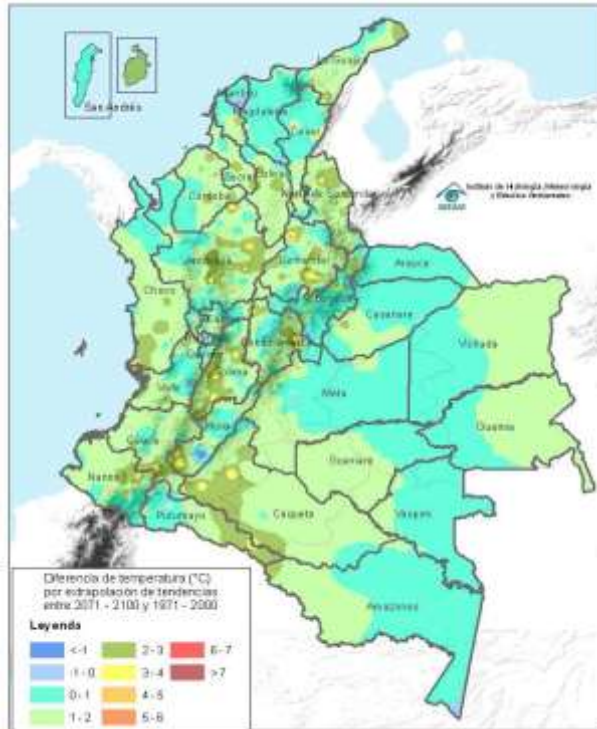 La Guajira
San Andrés
Magdalena
Cesar
Bolívar
Córdoba
Norte de Santander
Instituto de Hidrología, Meteorología
y Estudios Ambientales
IDEAM
Antioquia
Santander
Arauca
Chocó
Casanare
Vichada
Cundinamarca
Tolima
Meta
Valle
Huila
Guainía
Cauca
Guaviare
Nariño
Caquetá
Vaupés
Putumayo
Amazonas
Diferencia de temperatura (°C)
por extrapolación de tendencias
entre 2071 - 2100 y 1971 - 2000
Leyenda
<-1
2 - 3
6 - 7
-1 - 0
3 - 4
>7
0 - 1
4 - 5
1 - 2
5 - 6